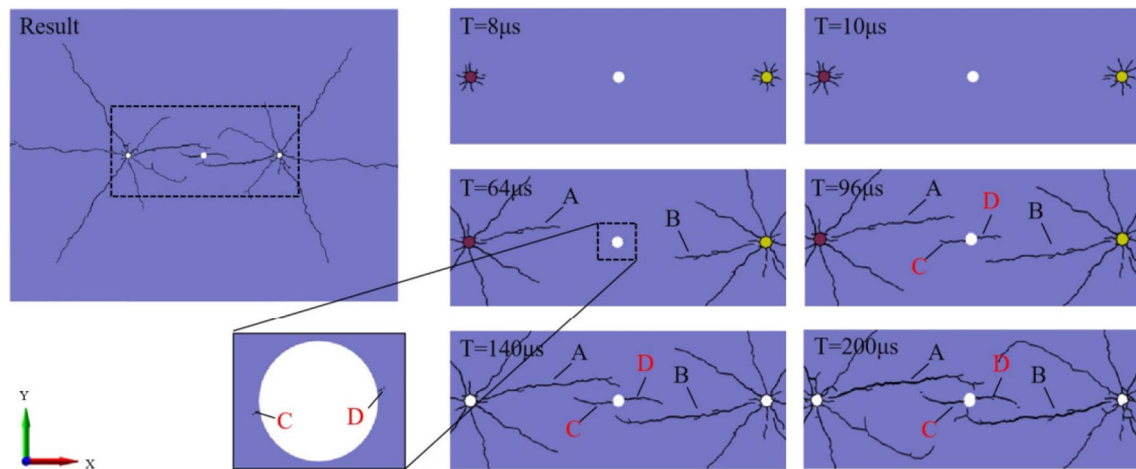 Result
T=8μs
T=10μs
T=64μs
A
B
T=96μs
A
D
B
C
T=140μs
A
D
B
C
T=200μs
A
D
B
C
C
D
Y
X